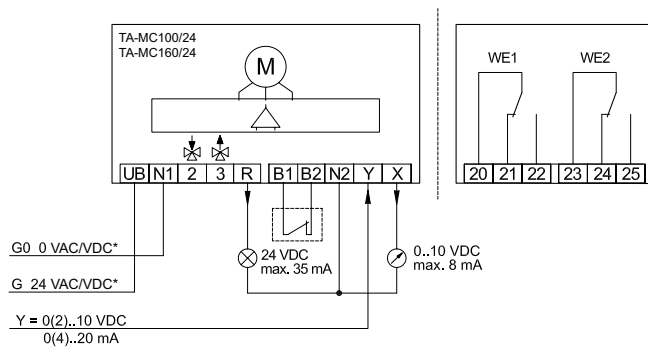 TA-MC100/24
TA-MC160/24
M
WE1 WE2
UB N1 2 3 R B1 B2 N2 Y X
20 21 22 23 24 25
G0 0 VAC/VDC*
24 VDC
max. 35 mA
0..10 VDC
max. 8 mA
G 24 VAC/VDC*
Y = 0(2)..10 VDC
0(4)..20 mA